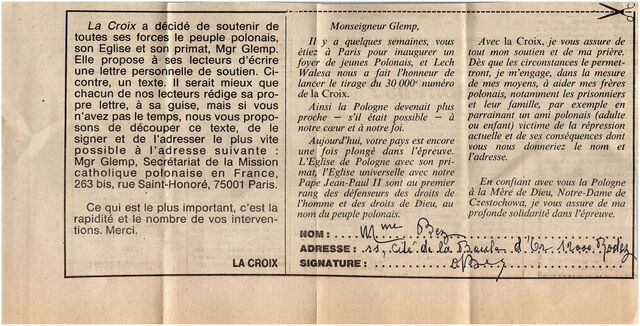 La Croix a décidé de soutenir de
toutes ses forces le peuple polonais,
son Eglise et son primat, Mgr Glemp.
Elle propose à ses lecteurs d'écrire
une lettre personnelle de soutien. Ci-
contre, un texte. Il serait mieux que
chacun de nos lecteurs rédige sa pro-
pre lettre, à sa guise, mais si vous
n'avez pas le temps, nous vous propo-
sons de découper ce texte, de le
signer et de l'adresser le plus vite
possible à l'adresse suivante :
Mgr Glemp, Secrétariat de la Mission
catholique polonaise en France,
263 bis, rue Saint-Honoré, 75001 Paris.
Ce qui est le plus important, c'est la
rapidité et le nombre de vos interven-
tions. Merci.
LA CROIX
Monseigneur Glemp,
Il y a quelques semaines, vous
étiez à Paris pour inaugurer un
foyer de jeunes Polonais, et Lech
Walesa nous a fait l'honneur de
lancer le tirage du 30 000e numéro
de la Croix.
Ainsi la Pologne devenait plus
proche — s'il était possible — à
notre cœur et à notre foi.
Aujourd'hui, votre pays est encore
une fois plongé dans l'épreuve.
L'Eglise de Pologne avec son pri-
mat, l'Eglise universelle avec notre
Pape Jean-Paul II sont au premier
rang des défenseurs des droits de
l'homme et des droits de Dieu, au
nom du peuple polonais.
Avec la Croix, je vous assure de
tout mon soutien et de ma prière.
Dès que les circonstances le permet-
tront, je m'engage, dans la mesure
de mes moyens, à aider mes frères
polonais, notamment les prisonniers
et leur famille, par exemple en
parrainant un ami polonais (adulte
ou enfant) victime de la répression
actuelle et de ses conséquences dont
vous nous donneriez le nom et
l'adresse.
En confiant avec vous la Pologne
à la Mère de Dieu, Notre-Dame de
Czestochowa, je vous assure de ma
profonde solidarité dans l'épreuve.
NOM : Mme Bez
ADRESSE : Cité de la Boule d'Or 12000 Rodez
SIGNATURE : Bez